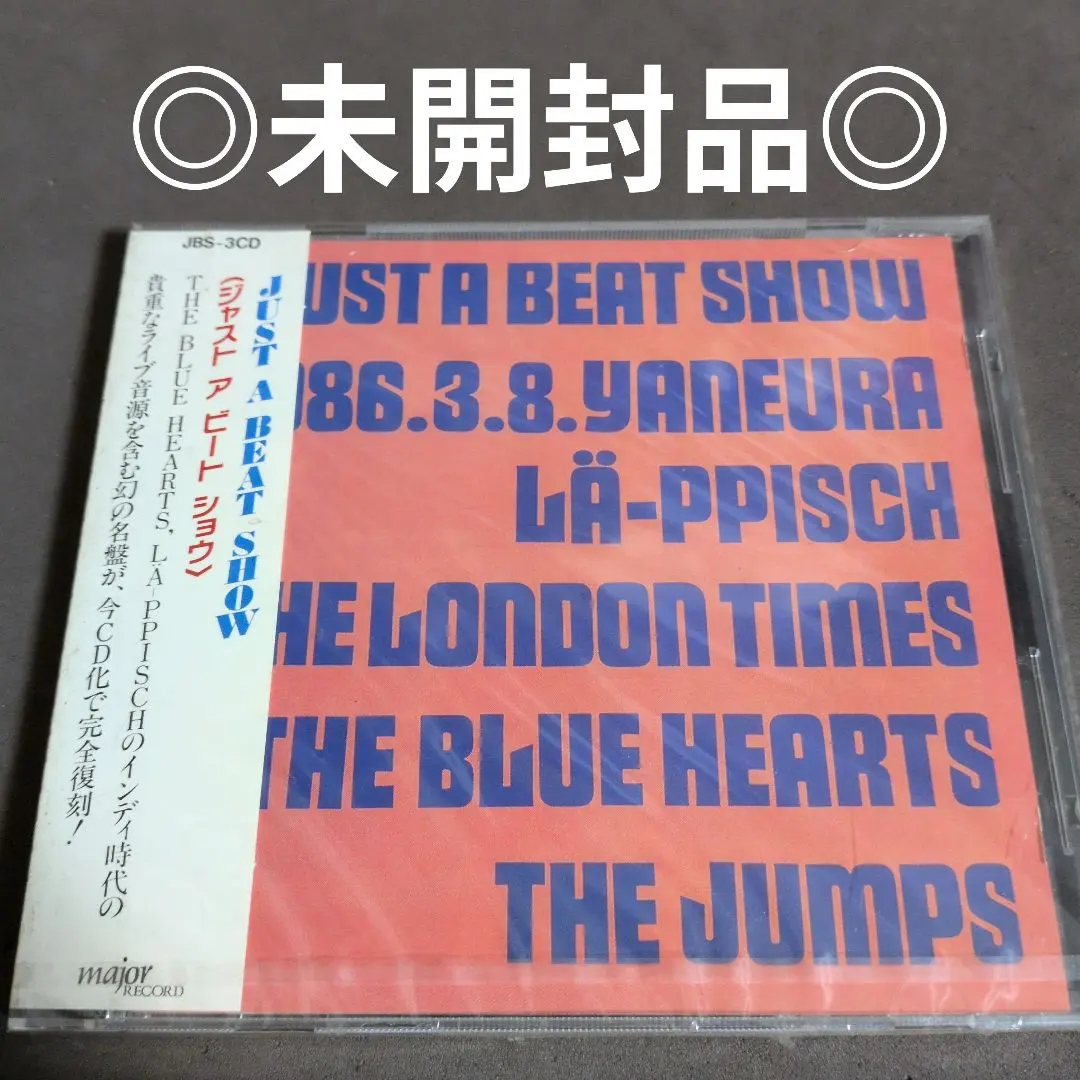 ◎未開封品◎
JBS-3CD
JUST A BEAT SHOW
〈ジャスト ア ビート ショウ〉
THE BLUE HEARTS, LÄ-PPISCHのインディ時代の
貴重なライブ音源を含む幻の名盤が、今CD化で完全復刻!
major
RECORD
UST A BEAT SHOW
986.3.8.YANEURA
LÄ-PPISCH
HE LONDON TIMES
THE BLUE HEARTS
THE JUMPS